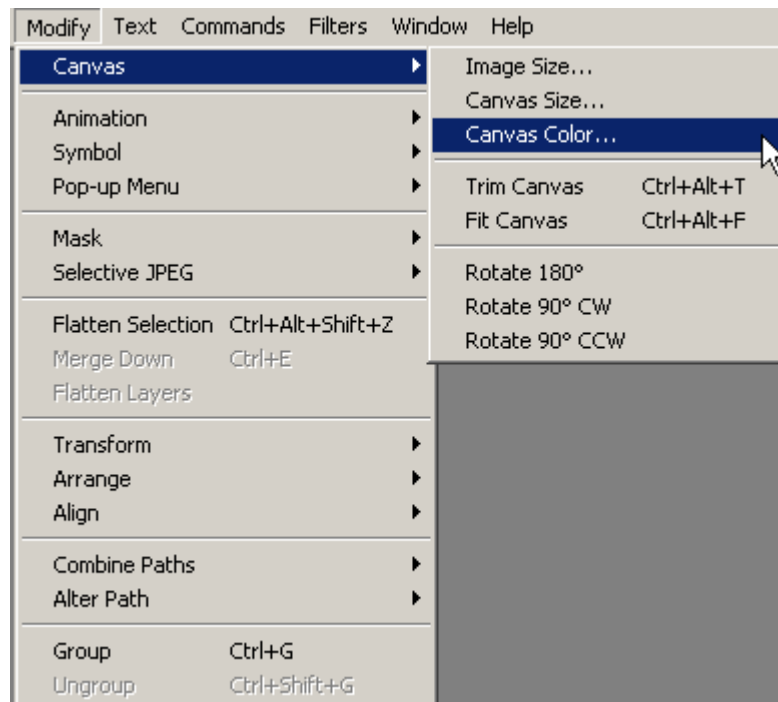 Modify Text Commands Filters Window Help
Canvas
Animation
Symbol
Pop-up Menu
Mask
Selective JPEG
Flatten Selection Ctrl+Alt+Shift+Z
Merge Down Ctrl+E
Flatten Layers
Transform
Arrange
Align
Combine Paths
Alter Path
Group Ctrl+G
Ungroup Ctrl+Shift+G
Image Size...
Canvas Size...
Canvas Color...
Trim Canvas Ctrl+Alt+T
Fit Canvas Ctrl+Alt+F
Rotate 180°
Rotate 90° CW
Rotate 90° CCW